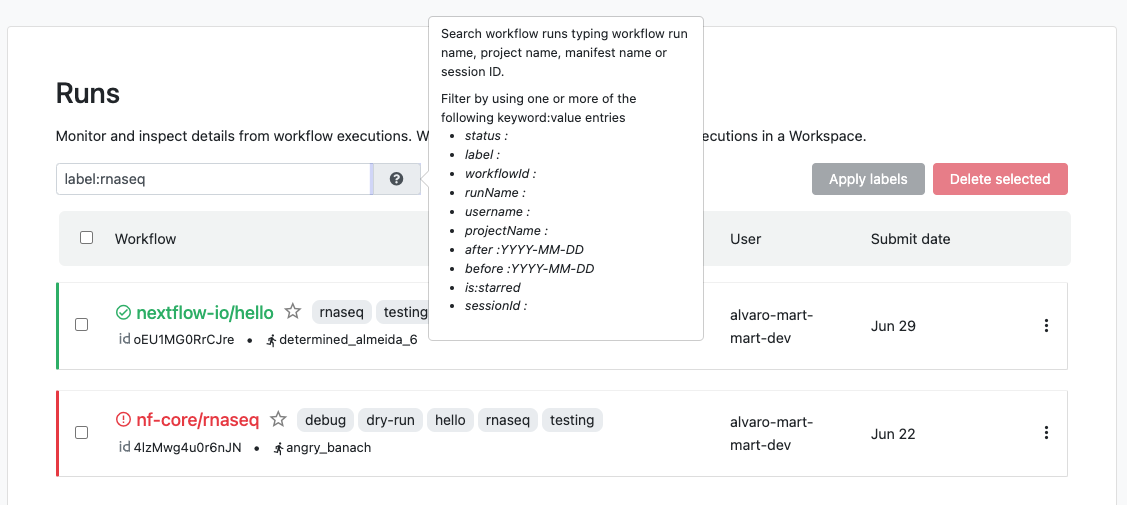 Search workflow runs typing workflow run
name, project name, manifest name or
session ID.
Filter by using one or more of the
following keyword:value entries
• status :
• label :
• workflowId :
• runName :
• username :
• projectName :
• after :YYYY-MM-DD
• before :YYYY-MM-DD
• is:starred
• sessionId :
Runs
Monitor and inspect details from workflow executions. W
ecutions in a Workspace.
label:rnaseq
?
Apply labels
Delete selected
Workflow
User
Submit date
nextflow-io/hello
rnaseq
testing
id oEU1MG0RrCJre • determined_almeida_6
alvaro-mart-
mart-dev
Jun 29
nf-core/rnaseq
debug
dry-run
hello
rnaseq
testing
id 4lzMwg4u0r6nJN • angry_banach
alvaro-mart-
mart-dev
Jun 22